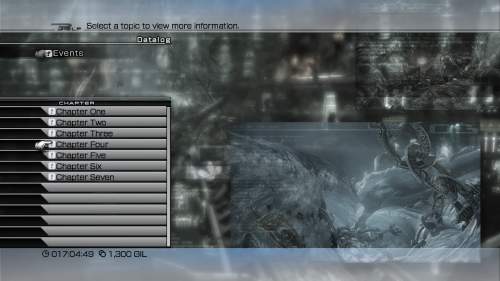 Select a topic to view more information.
Datalog
Events
CHAPTER
Chapter One
Chapter Two
Chapter Three
Chapter Four
Chapter Five
Chapter Six
Chapter Seven
017:04:49 1,300 GIL